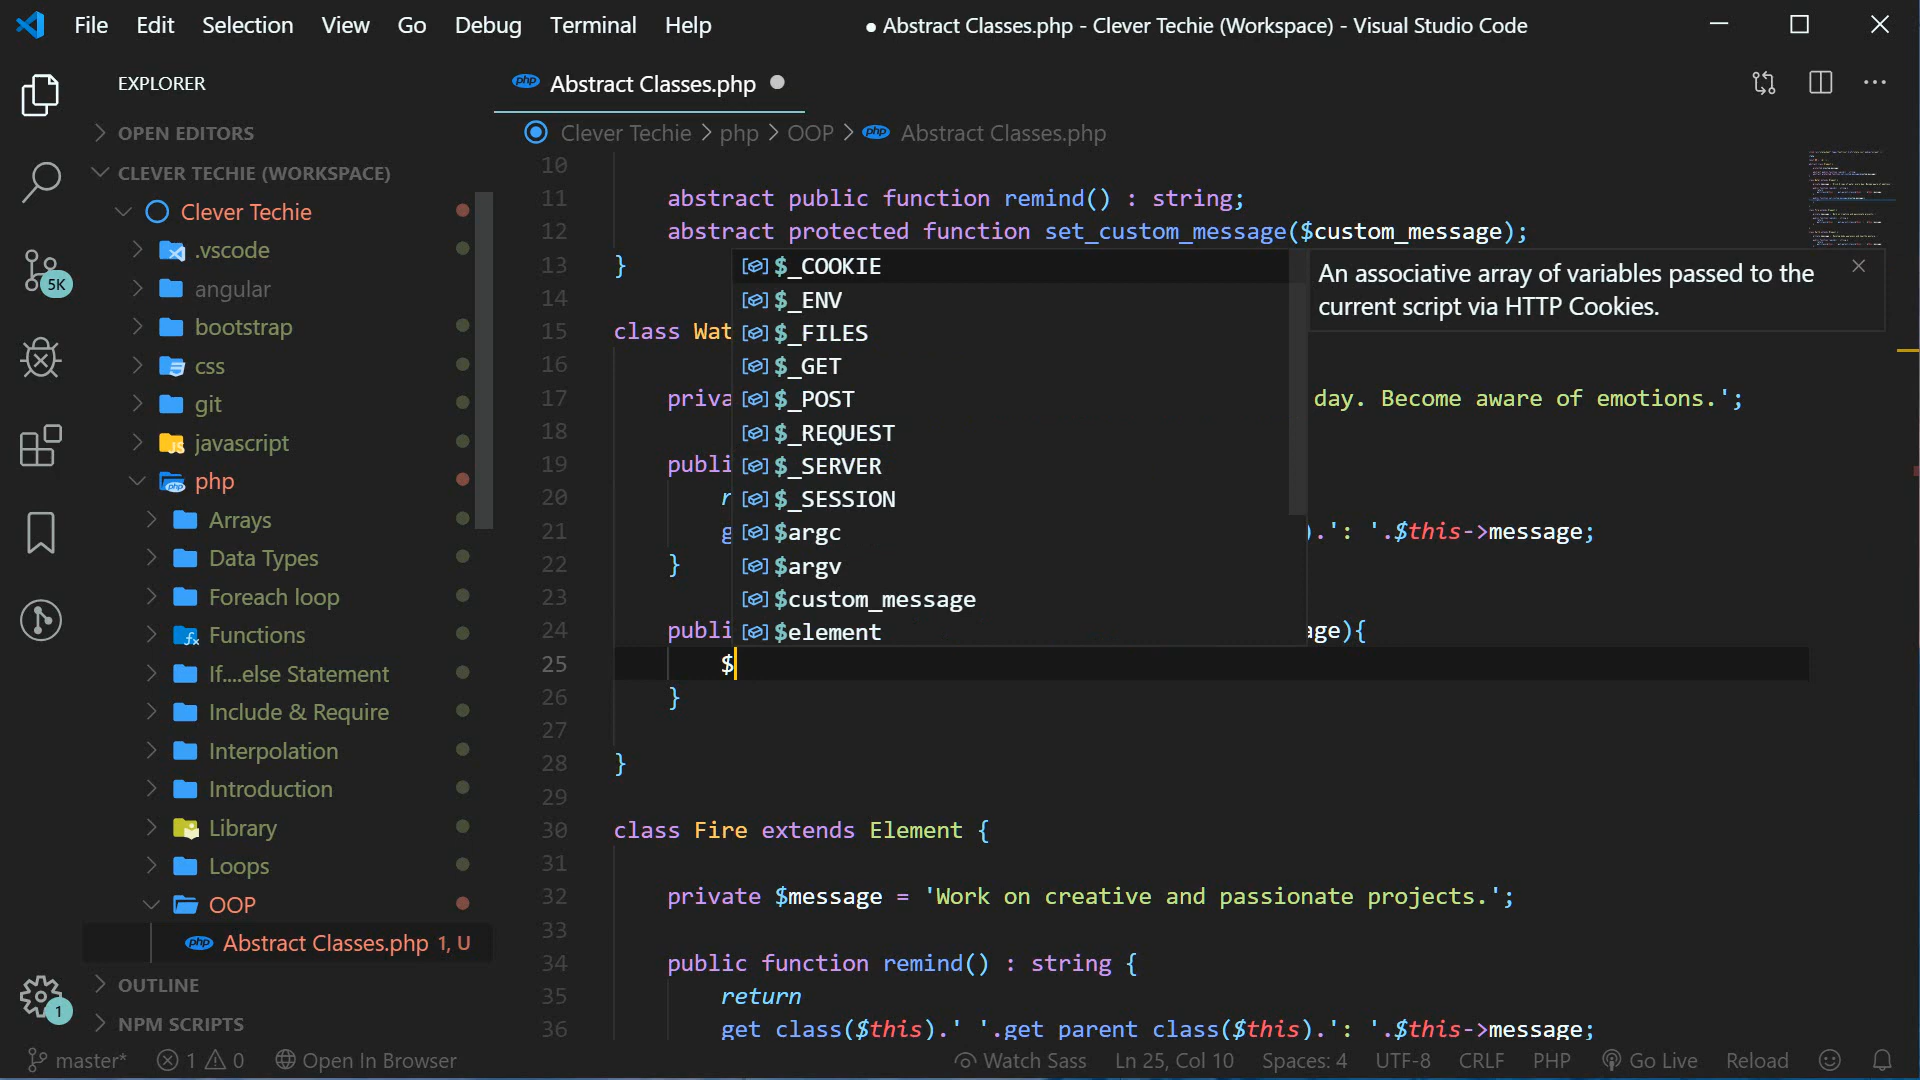 File Edit Selection View Go Debug Terminal Help
● Abstract Classes.php - Clever Techie (Workspace) - Visual Studio Code
EXPLORER
OPEN EDITORS
CLEVER TECHIE (WORKSPACE)
Clever Techie
.vscode
angular
bootstrap
css
git
javascript
php
Arrays
Data Types
Foreach loop
Functions
If....else Statement
Include & Require
Interpolation
Introduction
Library
Loops
OOP
Abstract Classes.php 1, U
OUTLINE
NPM SCRIPTS
5K
1
php Abstract Classes.php
Clever Techie > php > OOP > php Abstract Classes.php
10
11 abstract public function remind() : string;
12 abstract protected function set_custom_message($custom_message);
13 }
14
15 class Wat
16
17 priva day. Become aware of emotions.';
18
19 publi
20 r
21 g ).': '.$this->message;
22 }
23
24 publi age){
25 $
26 }
27
28 }
29
30 class Fire extends Element {
31
32 private $message = 'Work on creative and passionate projects.';
33
34 public function remind() : string {
35 return
36 get_class($this).' '.get_parent_class($this).': '.$this->message;
$_COOKIE
$_ENV
$_FILES
$_GET
$_POST
$_REQUEST
$_SERVER
$_SESSION
$argc
$argv
$custom_message
$element
An associative array of variables passed to the
current script via HTTP Cookies.
master* 1 0 Open In Browser Watch Sass Ln 25, Col 10 Spaces: 4 UTF-8 CRLF PHP Go Live Reload